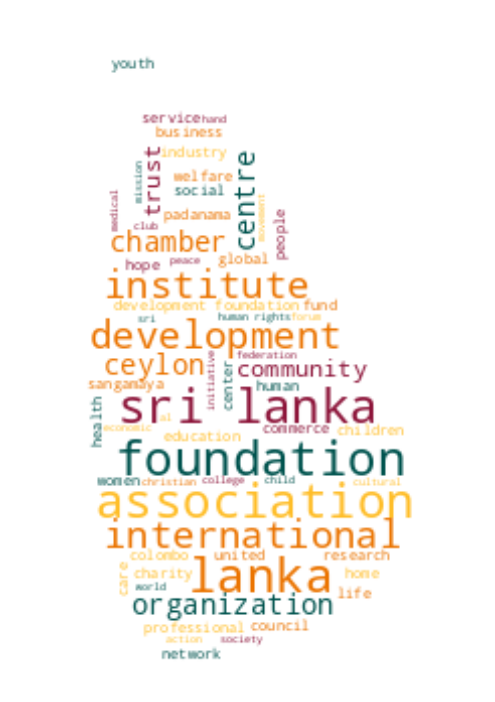 youth
service hand
business
industry
mission
trust
centre
welfare
social
medical
padanama
movement
people
club
chamber
hope
peace
global
institute
development foundation fund
sri
human rights forum
development
federation
ceylon
initiative
center
community
sangamaya
human
health
sri lanka
al
economic
commerce children
education
foundation
women christian college child cultural
association
international
colombo united research
care
charity
lanka
home
world
life
organization
professional council
action society
network